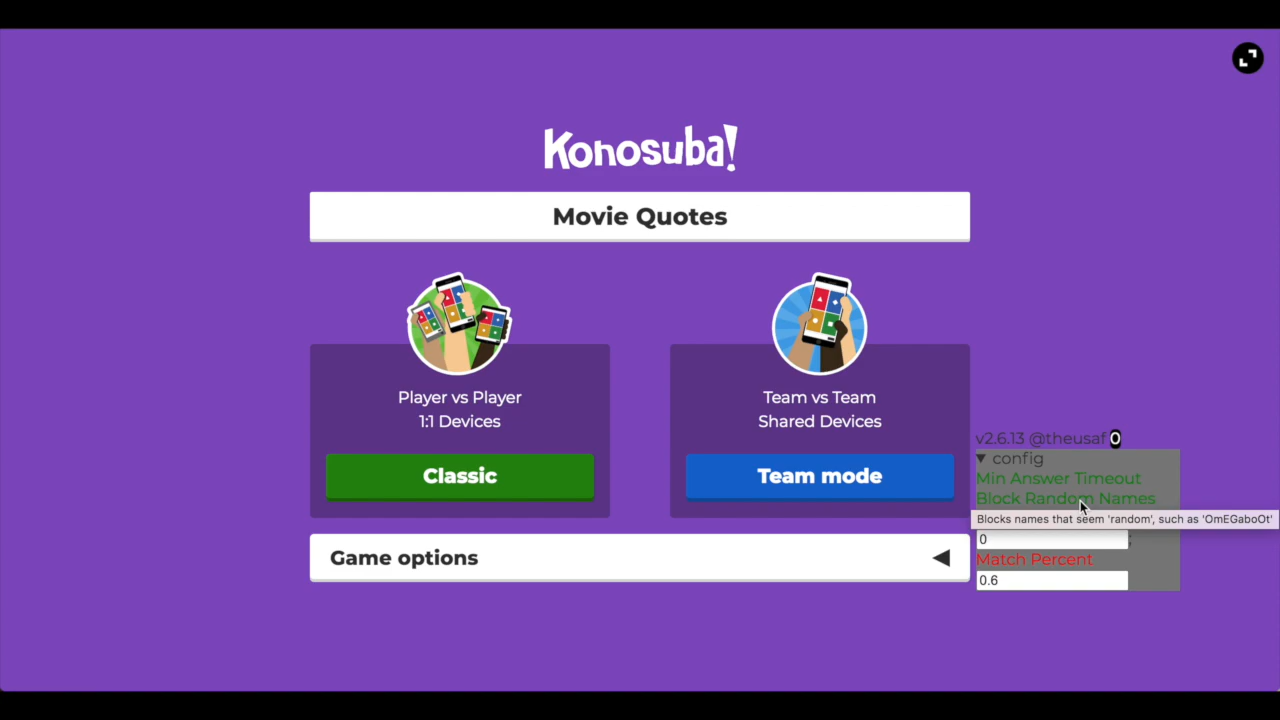 Konosuba!
Movie Quotes
Player vs Player
1:1 Devices
Classic
Team vs Team
Shared Devices
Team mode
Game options
v2.6.13 @theusaf 0
▼ config
Min Answer Timeout
Block Random Names
Blocks names that seem 'random', such as 'OmEGaboOt'
0
Match Percent
0.6